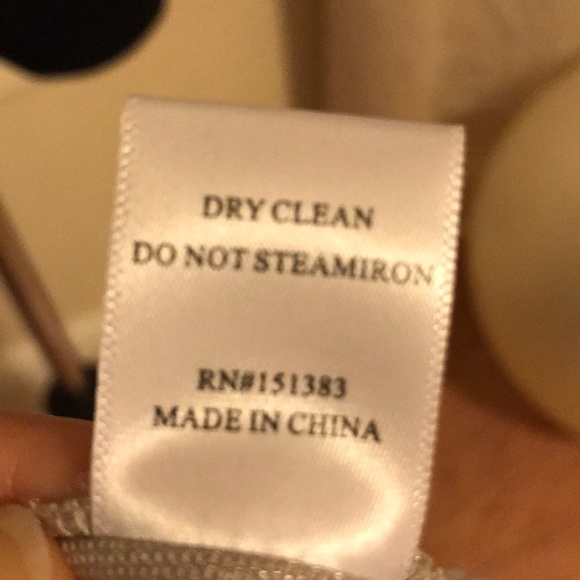 DRY CLEAN
DO NOT STEAMIRON
RN#151383
MADE IN CHINA